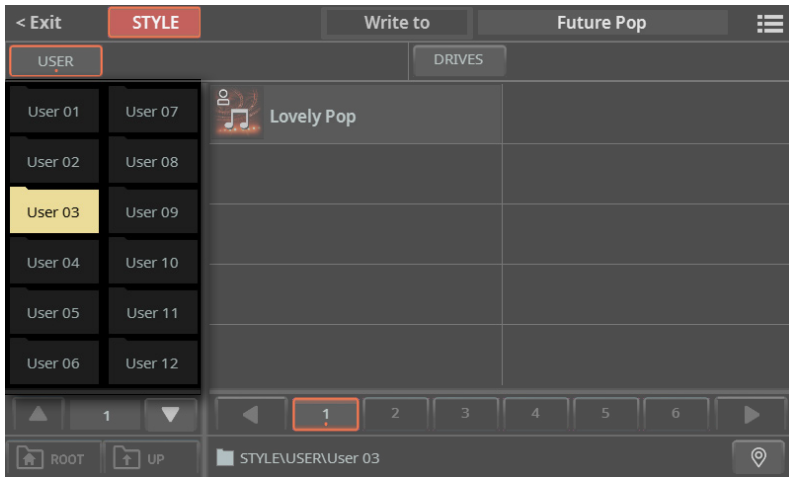 < Exit STYLE Write to Future Pop
USER DRIVES
User 01 User 07 Lovely Pop
User 02 User 08
User 03 User 09
User 04 User 10
User 05 User 11
User 06 User 12
1 1 2 3 4 5 6
ROOT UP STYLE\USER\User 03